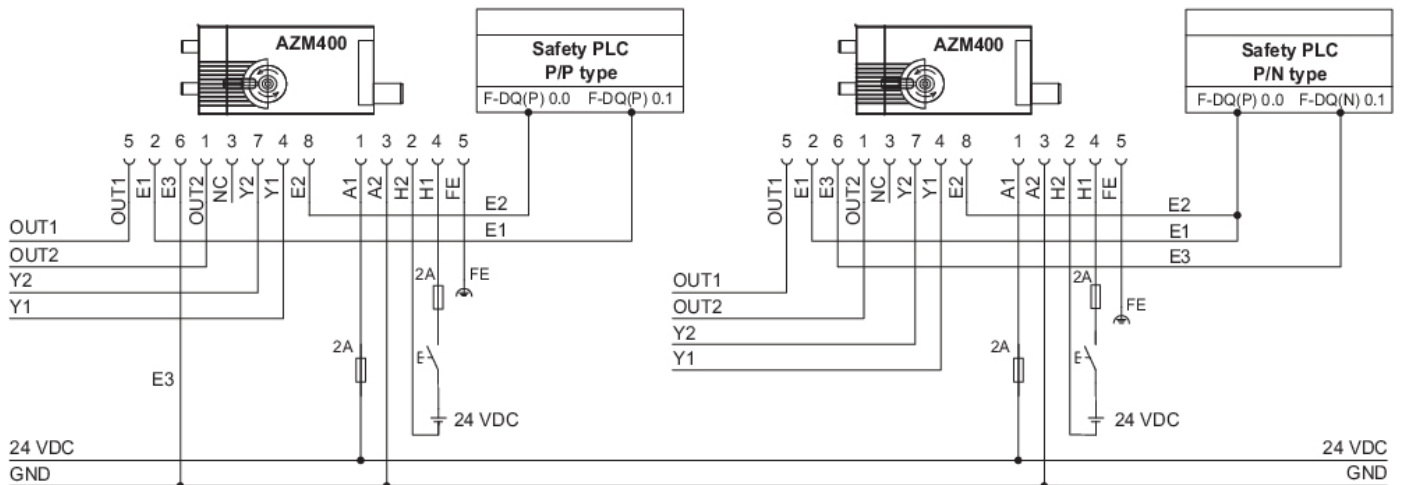 AZM400
Safety PLC
P/P type
F-DQ(P) 0.0 F-DQ(P) 0.1
AZM400
Safety PLC
P/N type
F-DQ(P) 0.0 F-DQ(N) 0.1
5 2 6 1 3 7 4 8 1 3 2 4 5
OUT1 E1 E3 OUT2 NC Y2 Y1 E2 A1 A2 H2 H1 FE
5 2 6 1 3 7 4 8 1 3 2 4 5
OUT1 E1 E3 OUT2 NC Y2 Y1 E2 A1 A2 H2 H1 FE
E2
E1
OUT1
OUT2
Y2
Y1
2A
FE
2A
E
E3
24 VDC
E2
E1
E3
OUT1
OUT2
Y2
Y1
2A
FE
2A
E
24 VDC
24 VDC 24 VDC
GND GND